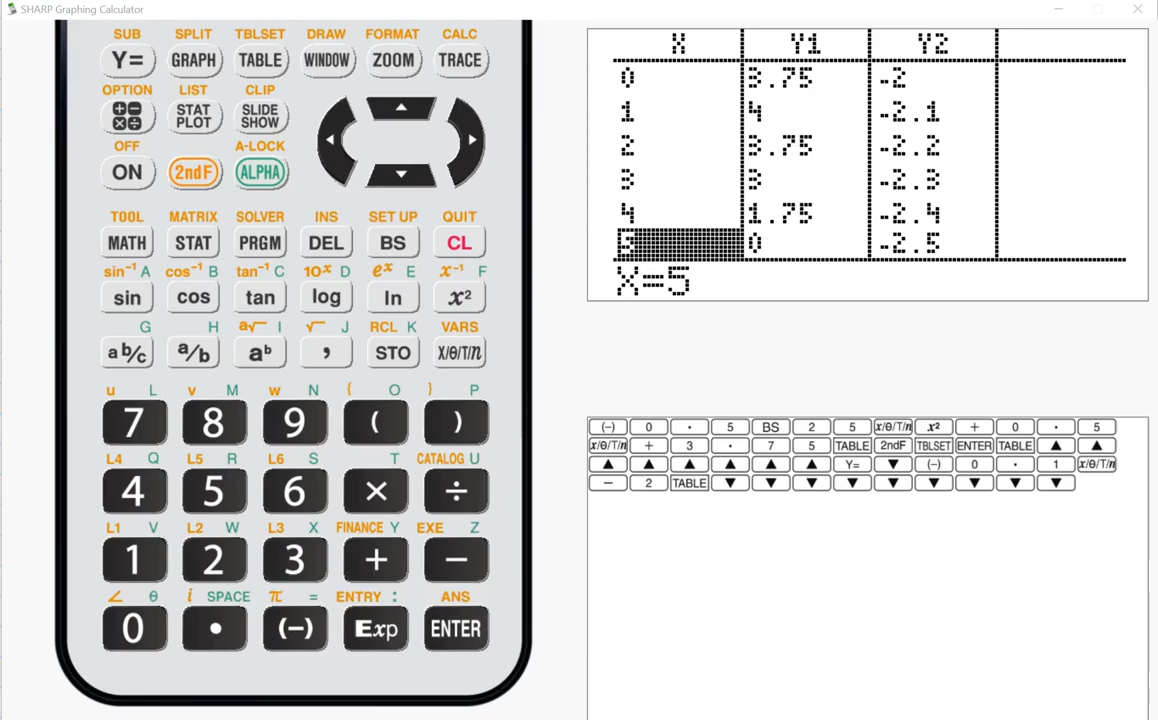 SHARP Graphing Calculator
SUB SPLIT TBLSET DRAW FORMAT CALC
Y= GRAPH TABLE WINDOW ZOOM TRACE
OPTION LIST CLIP
STAT PLOT SLIDE SHOW
OFF A-LOCK
ON 2ndF ALPHA
TOOL MATRIX SOLVER INS SET UP QUIT
MATH STAT PRGM DEL BS CL
sin⁻¹ A cos⁻¹ B tan⁻¹ C 10ˣ D eˣ E x⁻¹ F
sin cos tan log ln x²
G H a√ I √ J RCL K VARS
a b/c a/b aᵇ , STO X/θ/T/n
u L v M w N { O } P
7 8 9 ( )
L4 Q L5 R L6 S T CATALOG U
4 5 6 × ÷
L1 V L2 W L3 X FINANCE Y EXE Z
1 2 3 + −
∠ θ i SPACE π = ENTRY : ANS
0 • (−) Exp ENTER
X Y1 Y2
0 3.75 -2
1 4 -2.1
2 3.75 -2.2
3 3 -2.3
4 1.75 -2.4
5 0 -2.5
X=5
(−) 0 • 5 BS 2 5 X/θ/T/n x² + 0 • 5
X/θ/T/n + 3 • 7 5 TABLE 2ndF TBLSET ENTER TABLE ▲ ▲
▲ ▲ ▲ ▲ ▲ ▲ Y= ▼ (−) 0 • 1 X/θ/T/n
− 2 TABLE ▼ ▼ ▼ ▼ ▼ ▼ ▼ ▼ ▼